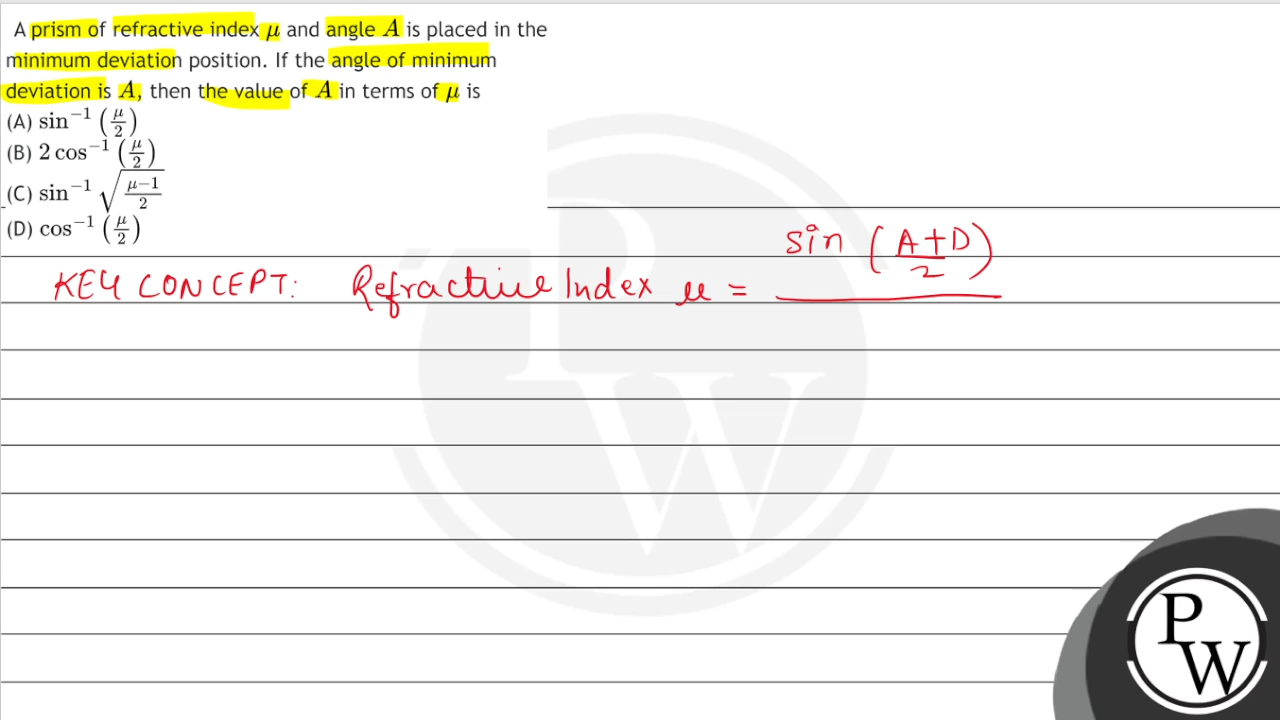 A prism of refractive index μ and angle A is placed in the
minimum deviation position. If the angle of minimum
deviation is A, then the value of A in terms of μ is
(A) sin⁻¹ (μ/2)
(B) 2 cos⁻¹ (μ/2)
(C) sin⁻¹ √((μ−1)/2)
(D) cos⁻¹ (μ/2)
KEY CONCEPT: Refractive Index μ = sin ((A+D)/2)
PW
PW